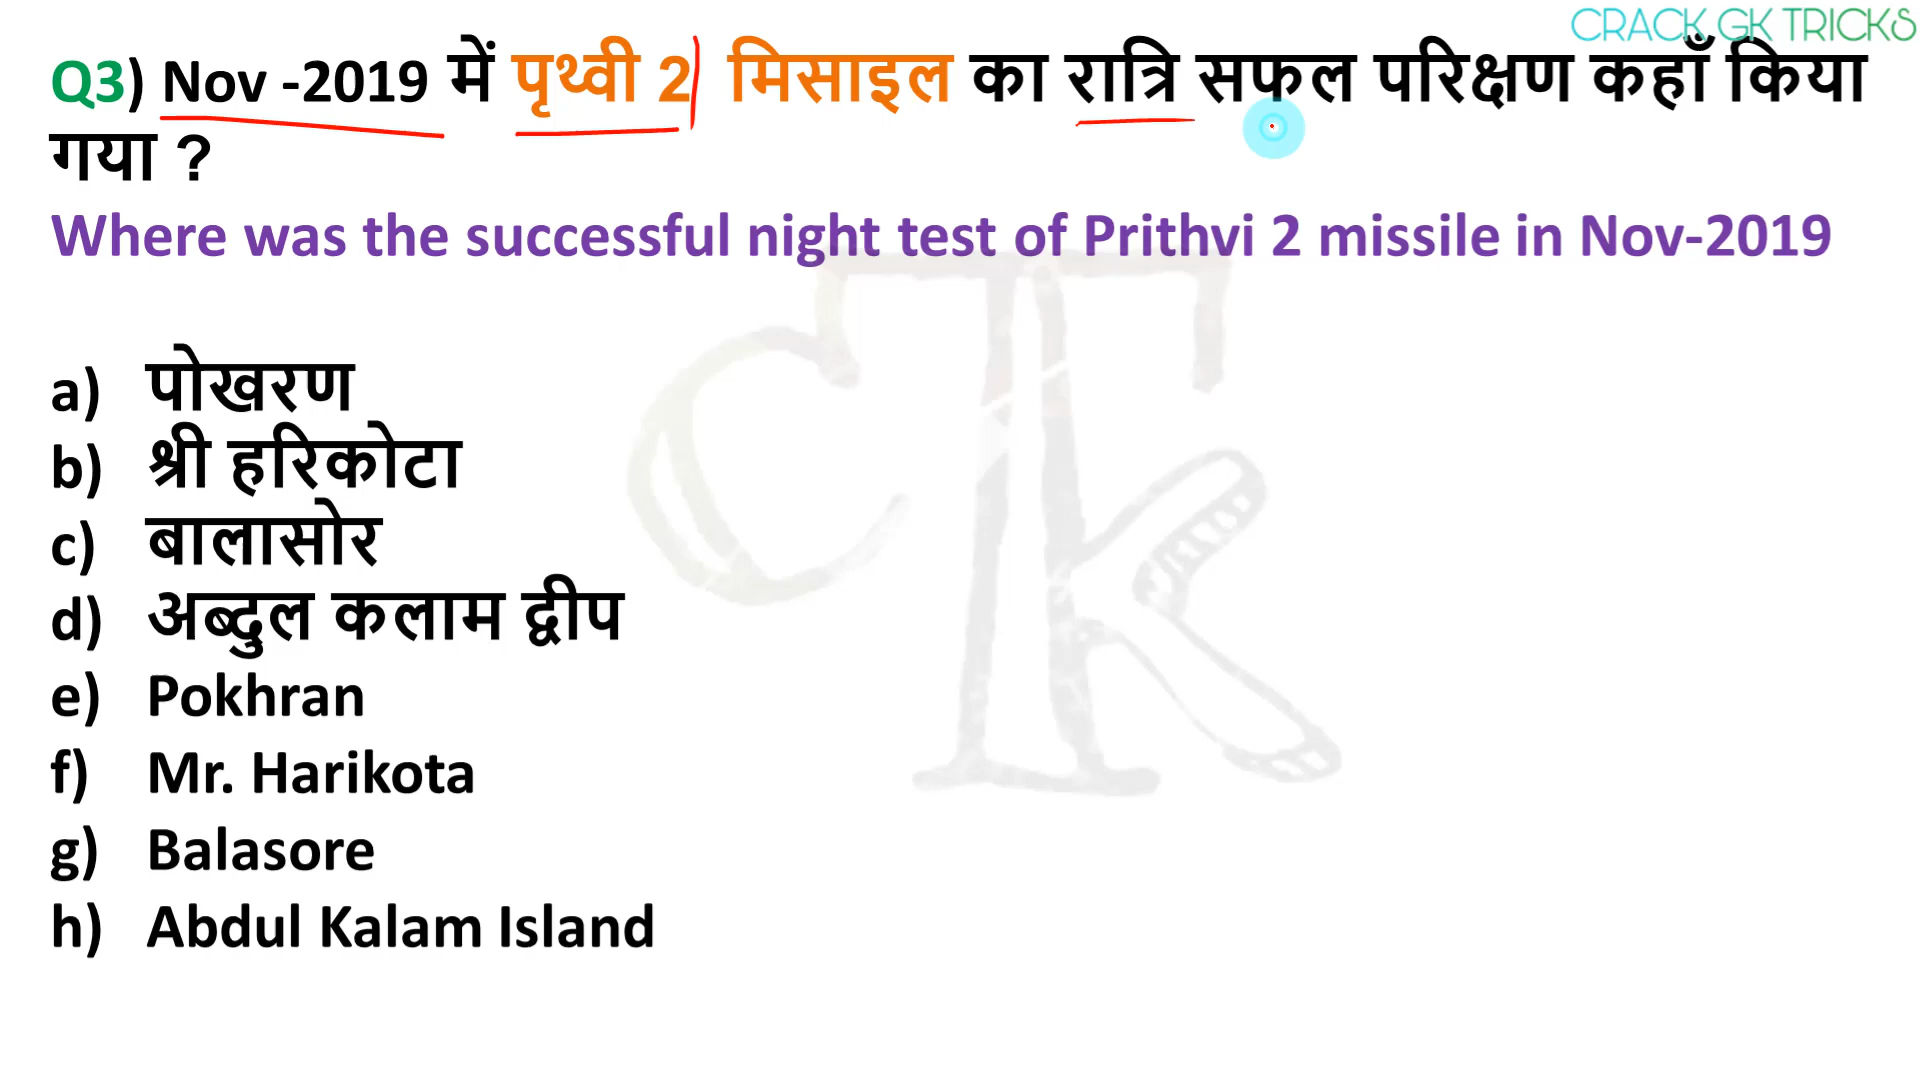 CRACK GK TRICKS
Q3) Nov -2019 में पृथ्वी 2 मिसाइल का रात्रि सफल परिक्षण कहाँ किया
गया ?
Where was the successful night test of Prithvi 2 missile in Nov-2019
a) पोखरण
b) श्री हरिकोटा
c) बालासोर
d) अब्दुल कलाम द्वीप
e) Pokhran
f) Mr. Harikota
g) Balasore
h) Abdul Kalam Island
CTK